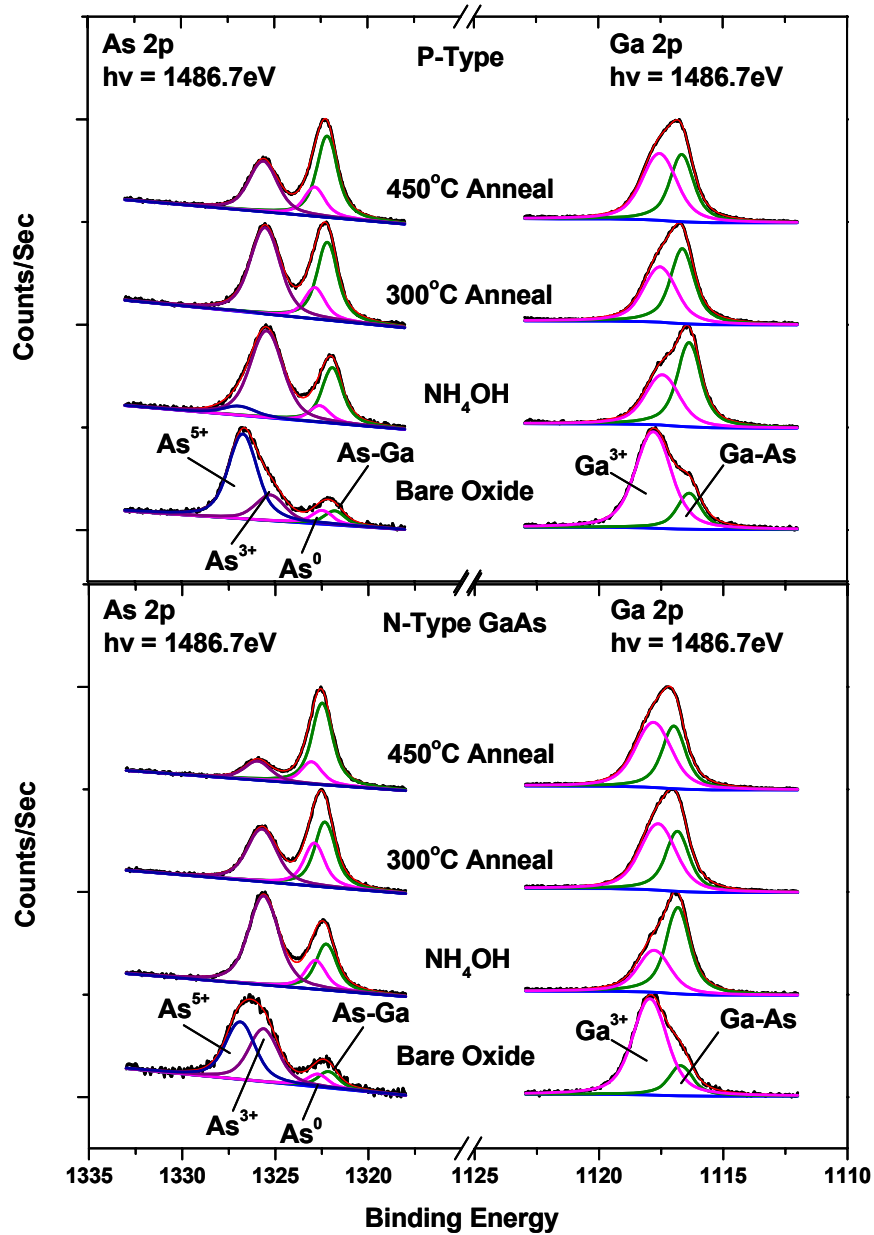 As 2p
hν = 1486.7eV
P-Type
Ga 2p
hν = 1486.7eV
450°C Anneal
300°C Anneal
NH₄OH
As⁵⁺
As-Ga
Ga³⁺
Ga-As
Bare Oxide
As³⁺
As⁰
Counts/Sec
As 2p
hν = 1486.7eV
N-Type GaAs
Ga 2p
hν = 1486.7eV
450°C Anneal
300°C Anneal
NH₄OH
As⁵⁺
As-Ga
Ga³⁺
Ga-As
Bare Oxide
As³⁺
As⁰
Counts/Sec
1335 1330 1325 1320 1125 1120 1115 1110
Binding Energy